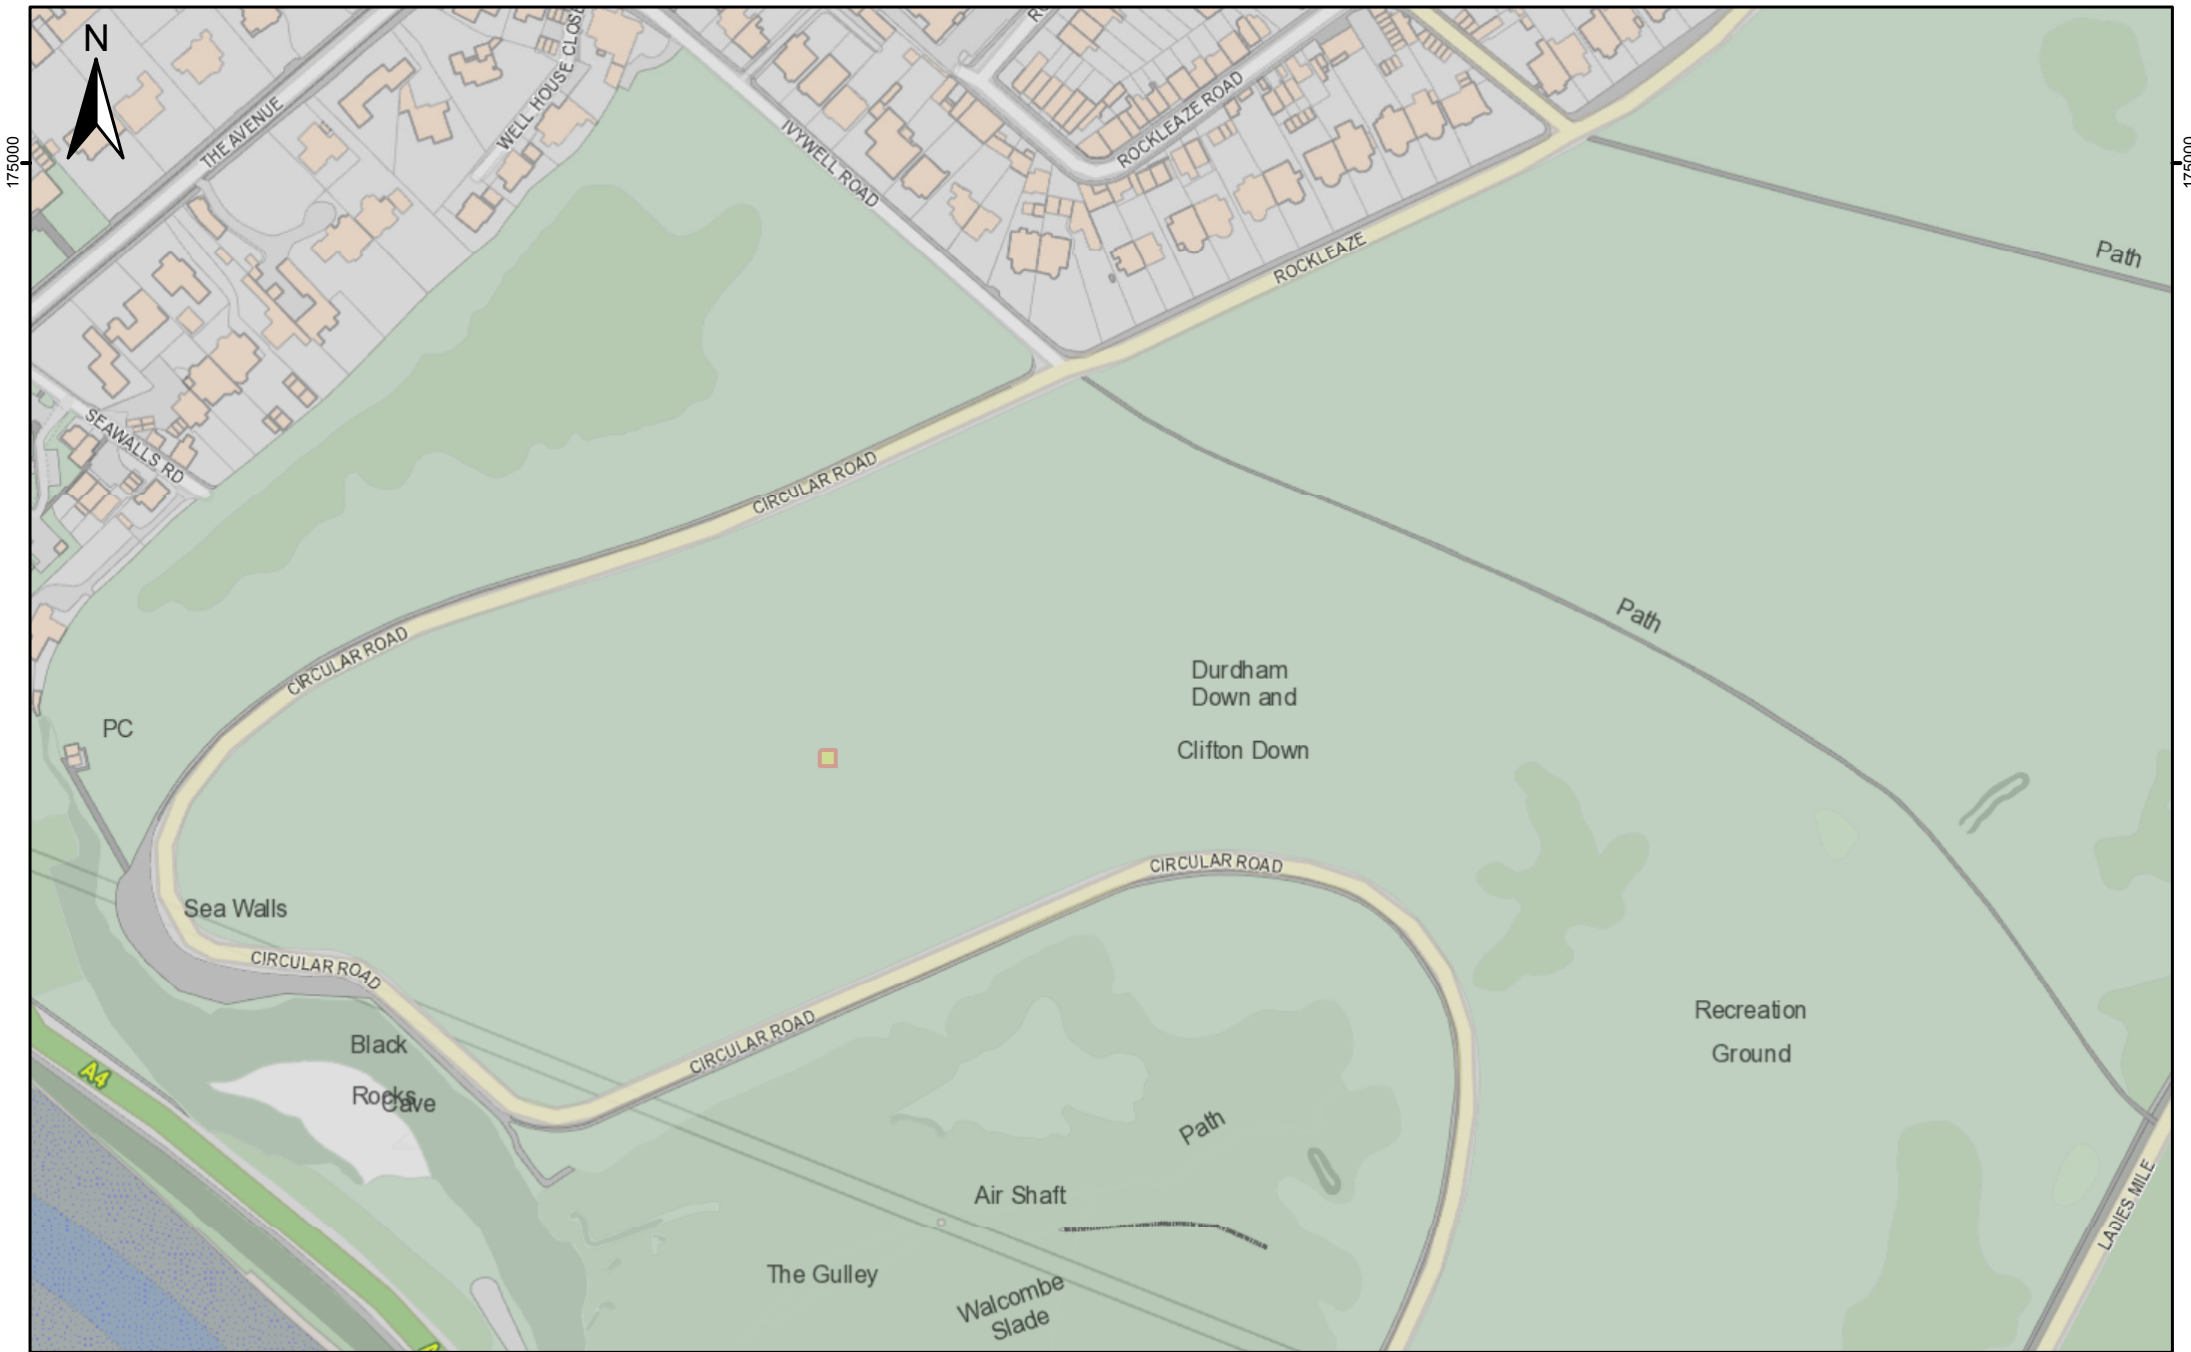 N
WELL HOUSE CLOSE
THE AVENUE
175000
175000
IVYWELL ROAD
ROCKLEAZE ROAD
ROCKLEAZE
Path
SEAWALLS RD
CIRCULAR ROAD
Path
CIRCULAR ROAD
Durdham
Down and
Clifton Down
PC
CIRCULAR ROAD
Sea Walls
CIRCULAR ROAD
Recreation
Ground
CIRCULAR ROAD
Black
Rocks
Cave
A4
Path
Air Shaft
LADIES MILE
The Gulley
Walcombe
Slade